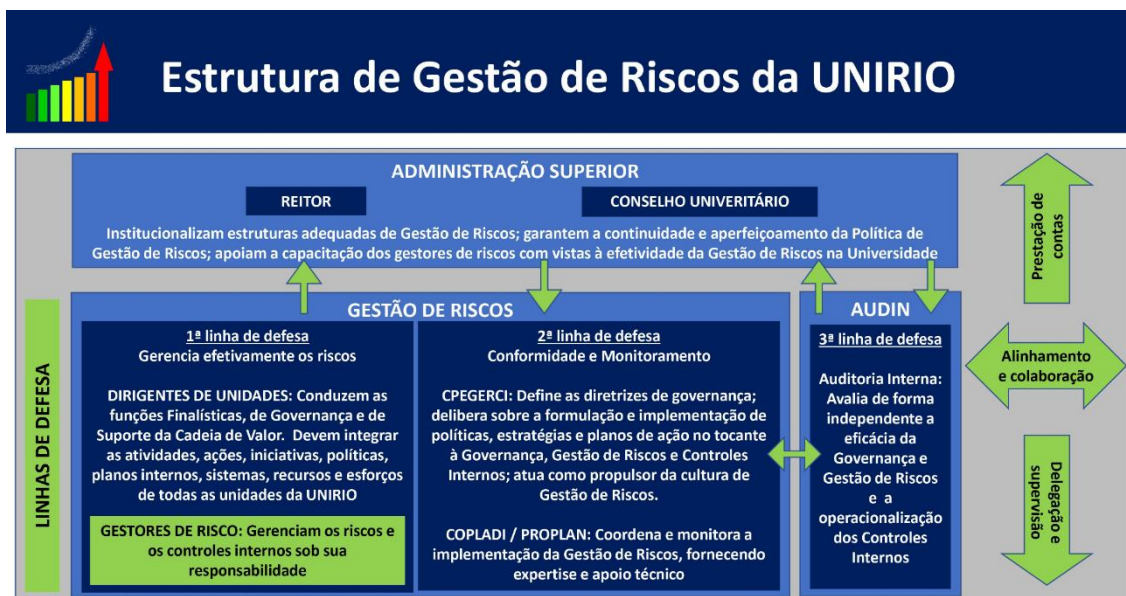 Estrutura de Gestão de Riscos da UNIRIO
ADMINISTRAÇÃO SUPERIOR
REITOR
CONSELHO UNIVERITÁRIO
Institucionalizam estruturas adequadas de Gestão de Riscos; garantem a continuidade e aperfeiçoamento da Política de
Gestão de Riscos; apoiam a capacitação dos gestores de riscos com vistas à efetividade da Gestão de Riscos na Universidade
LINHAS DE DEFESA
GESTÃO DE RISCOS
1ª linha de defesa
Gerencia efetivamente os riscos
DIRIGENTES DE UNIDADES: Conduzem as
funções Finalísticas, de Governança e de
Suporte da Cadeia de Valor. Devem integrar
as atividades, ações, iniciativas, políticas,
planos internos, sistemas, recursos e esforços
de todas as unidades da UNIRIO
GESTORES DE RISCO: Gerenciam os riscos e
os controles internos sob sua
responsabilidade
2ª linha de defesa
Conformidade e Monitoramento
CPEGERCI: Define as diretrizes de governança;
delibera sobre a formulação e implementação de
políticas, estratégias e planos de ação no tocante
à Governança, Gestão de Riscos e Controles
Internos; atua como propulsor da cultura de
Gestão de Riscos.
COPLADI / PROPLAN: Coordena e monitora a
implementação da Gestão de Riscos, fornecendo
expertise e apoio técnico
AUDIN
3ª linha de defesa
Auditoria Interna:
Avalia de forma
independente a
eficácia da
Governança e
Gestão de Riscos
e a
operacionalização
dos Controles
Internos
Prestação de
contas
Alinhamento
e colaboração
Delegação e
supervisão